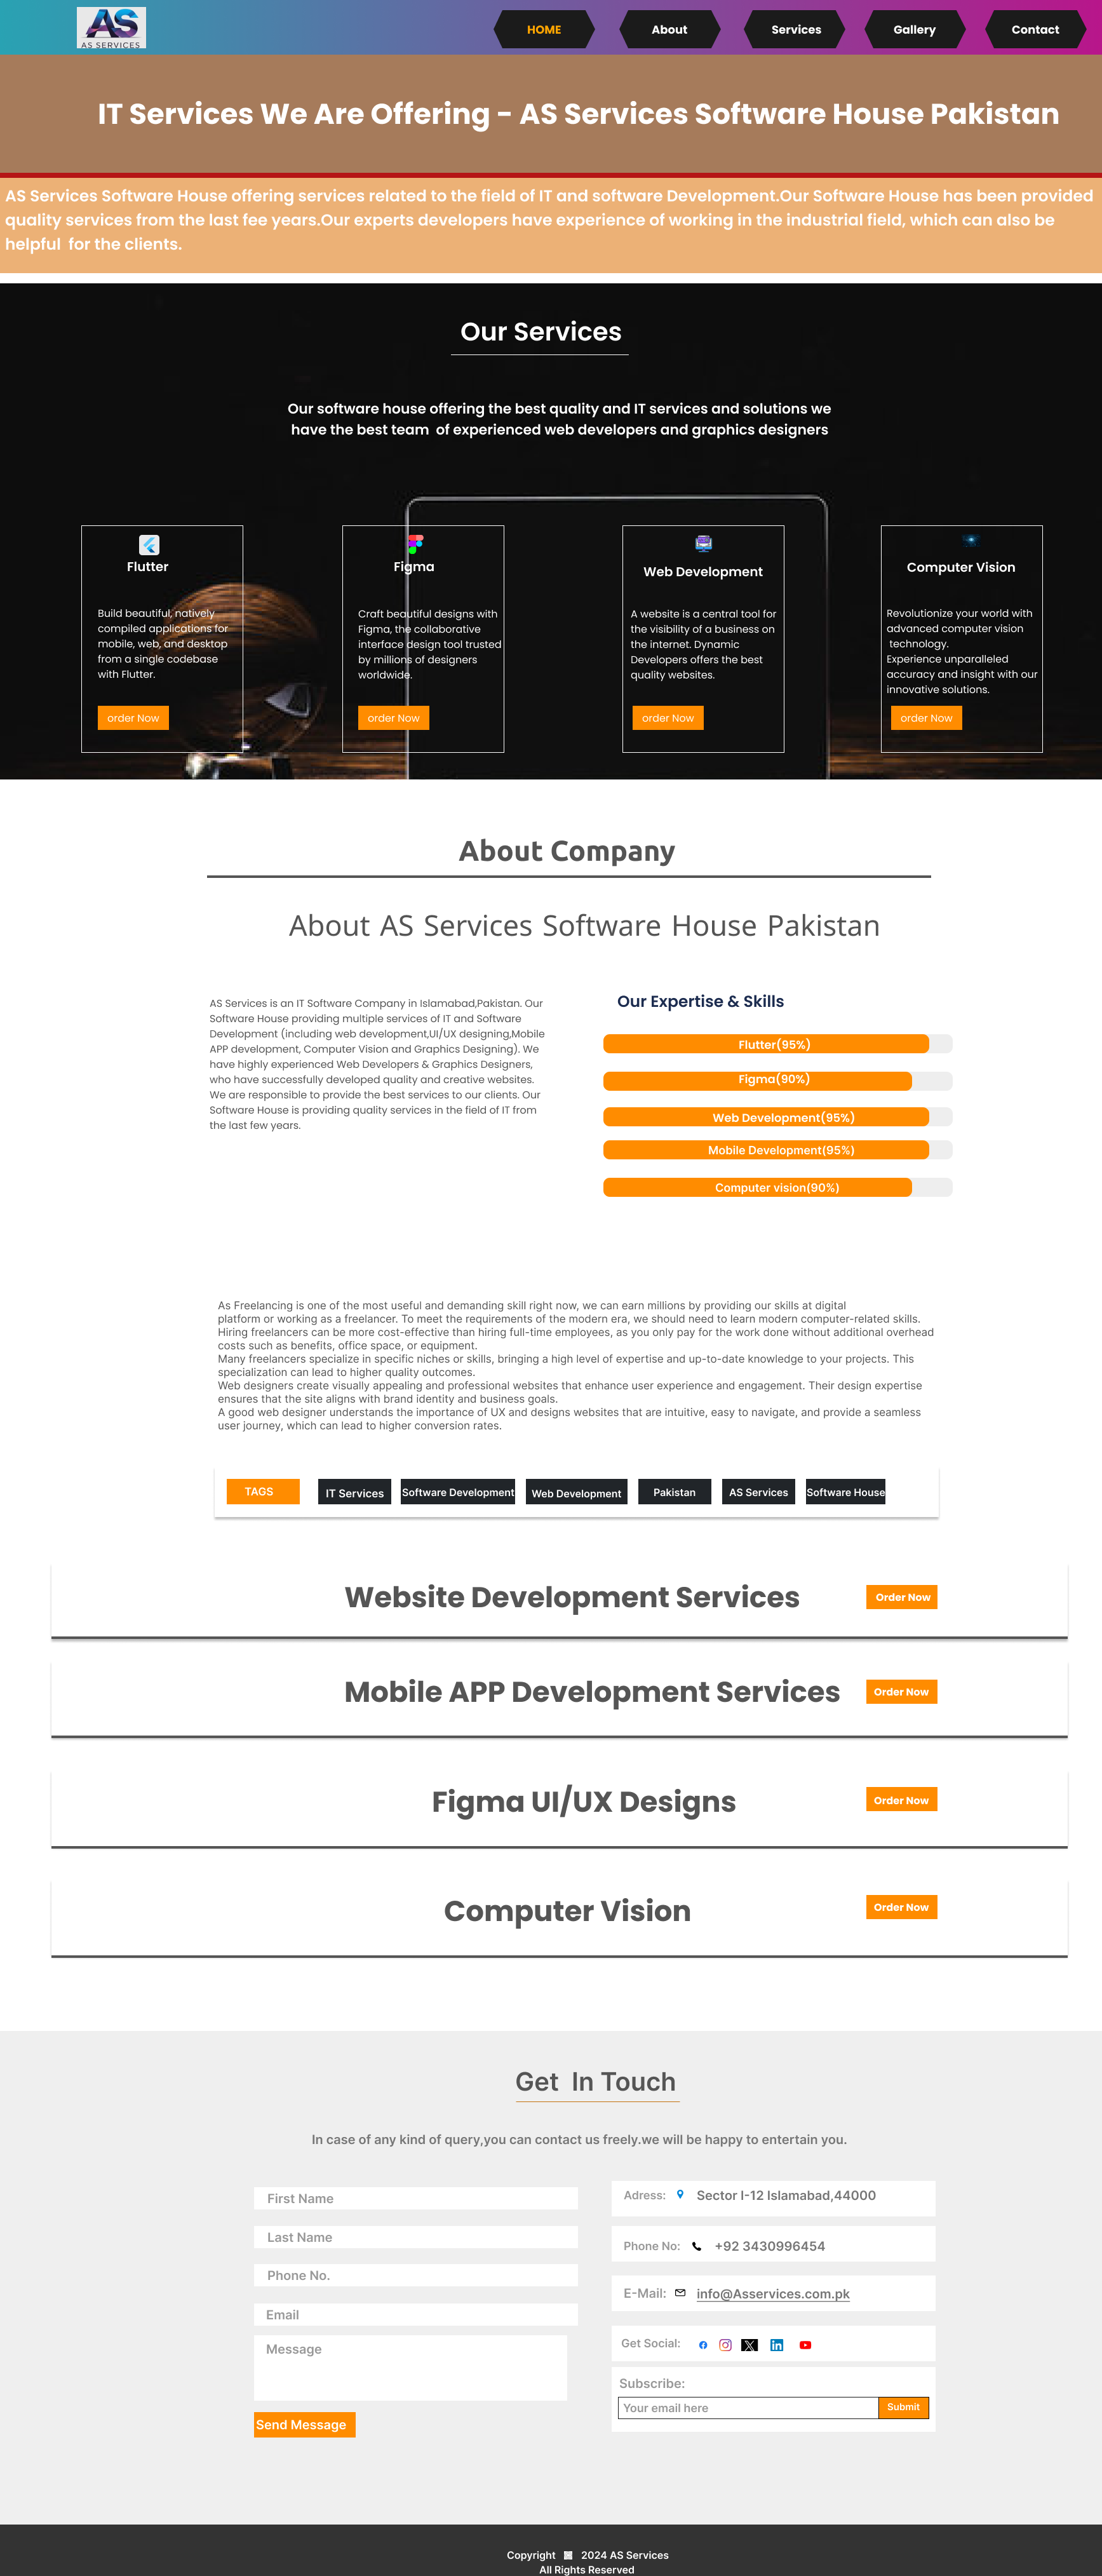 AS
AS SERVICES
HOME
About
Services
Gallery
Contact
IT Services We Are Offering - AS Services Software House Pakistan
AS Services Software House offering services related to the field of IT and software Development.Our Software House has been provided
quality services from the last fee years.Our experts developers have experience of working in the industrial field, which can also be
helpful for the clients.
Our Services
Our software house offering the best quality and IT services and solutions we
have the best team of experienced web developers and graphics designers
Flutter
Build beautiful, natively
compiled applications for
mobile, web, and desktop
from a single codebase
with Flutter.
order Now
Figma
Craft beautiful designs with
Figma, the collaborative
interface design tool trusted
by millions of designers
worldwide.
order Now
Web Development
A website is a central tool for
the visibility of a business on
the internet. Dynamic
Developers offers the best
quality websites.
order Now
Computer Vision
Revolutionize your world with
advanced computer vision
technology.
Experience unparalleled
accuracy and insight with our
innovative solutions.
order Now
About Company
About AS Services Software House Pakistan
AS Services is an IT Software Company in Islamabad,Pakistan. Our
Software House providing multiple services of IT and Software
Development (including web development,UI/UX designing,Mobile
APP development, Computer Vision and Graphics Designing). We
have highly experienced Web Developers & Graphics Designers,
who have successfully developed quality and creative websites.
We are responsible to provide the best services to our clients. Our
Software House is providing quality services in the field of IT from
the last few years.
Our Expertise & Skills
Flutter(95%)
Figma(90%)
Web Development(95%)
Mobile Development(95%)
Computer vision(90%)
As Freelancing is one of the most useful and demanding skill right now, we can earn millions by providing our skills at digital
platform or working as a freelancer. To meet the requirements of the modern era, we should need to learn modern computer-related skills.
Hiring freelancers can be more cost-effective than hiring full-time employees, as you only pay for the work done without additional overhead
costs such as benefits, office space, or equipment.
Many freelancers specialize in specific niches or skills, bringing a high level of expertise and up-to-date knowledge to your projects. This
specialization can lead to higher quality outcomes.
Web designers create visually appealing and professional websites that enhance user experience and engagement. Their design expertise
ensures that the site aligns with brand identity and business goals.
A good web designer understands the importance of UX and designs websites that are intuitive, easy to navigate, and provide a seamless
user journey, which can lead to higher conversion rates.
TAGS
IT Services
Software Development
Web Development
Pakistan
AS Services
Software House
Website Development Services
Order Now
Mobile APP Development Services
Order Now
Figma UI/UX Designs
Order Now
Computer Vision
Order Now
Get In Touch
In case of any kind of query,you can contact us freely.we will be happy to entertain you.
First Name
Last Name
Phone No.
Email
Message
Send Message
Adress: Sector I-12 Islamabad,44000
Phone No: +92 3430996454
E-Mail: info@Asservices.com.pk
Get Social:
Subscribe:
Your email here
Submit
Copyright 2024 AS Services
All Rights Reserved